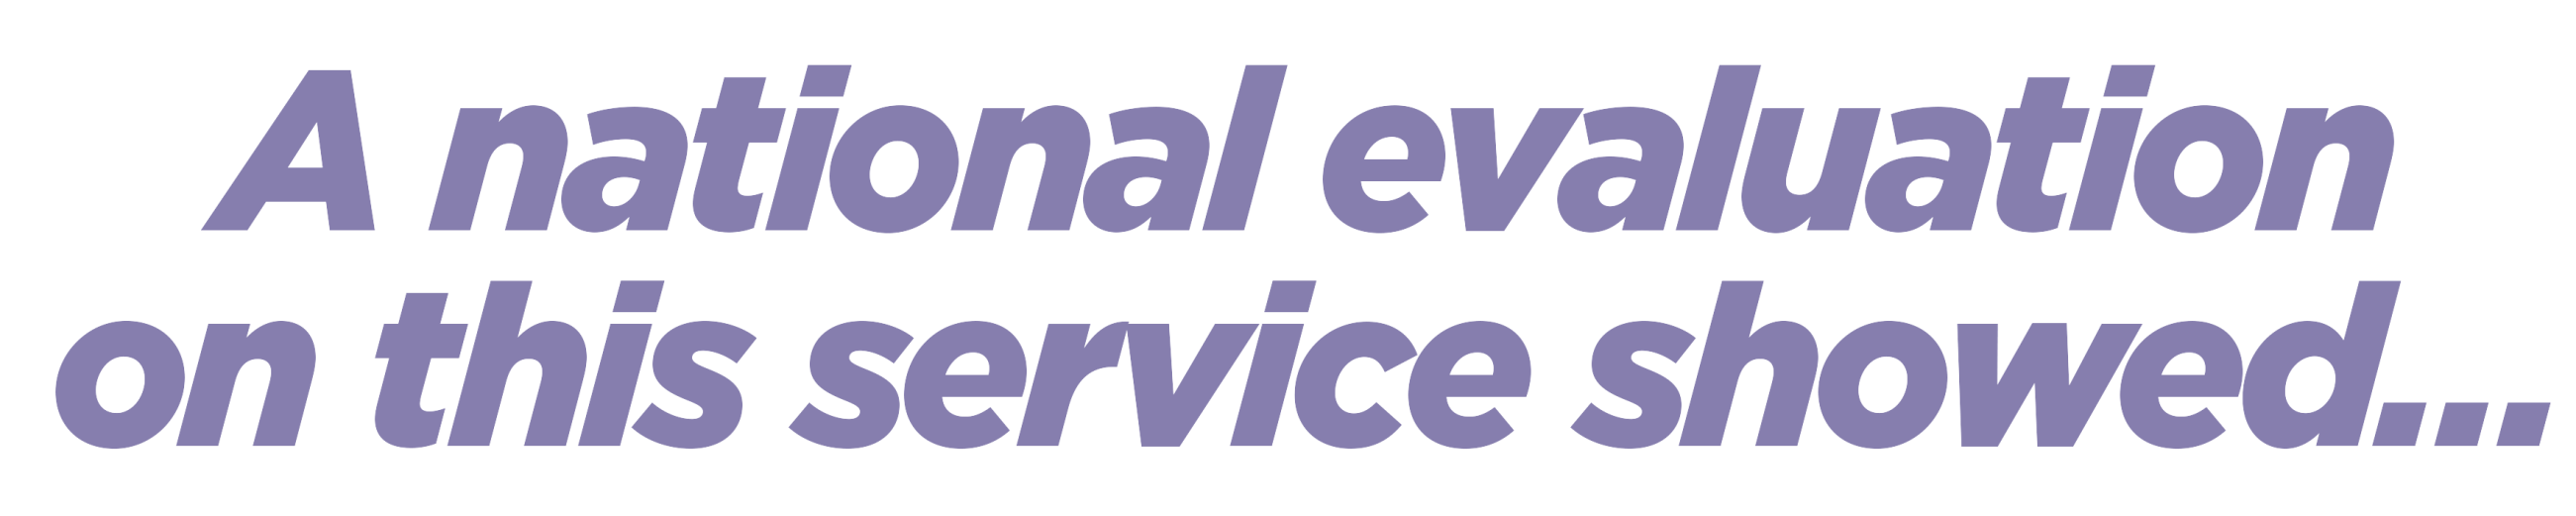 A national evaluation
on this service showed...